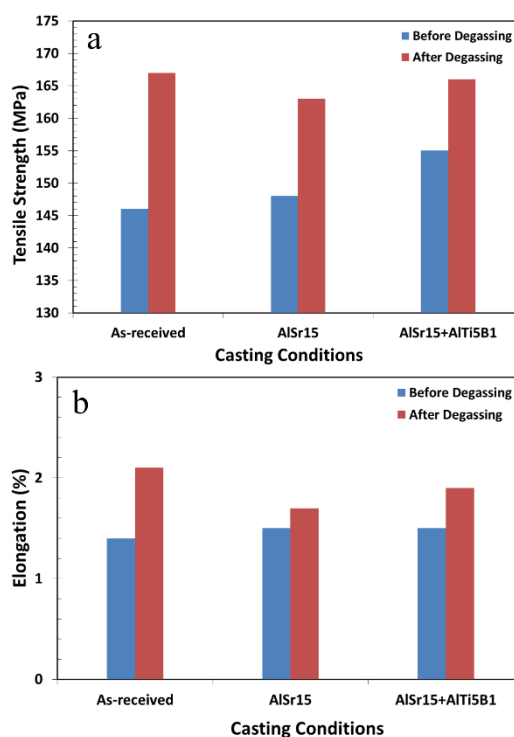 a
Before Degassing
After Degassing
Tensile Strength (MPa)
175
170
165
160
155
150
145
140
135
130
As-received
AlSr15
AlSr15+AlTi5B1
Casting Conditions
b
Before Degassing
After Degassing
Elongation (%)
3
2
1
0
As-received
AlSr15
AlSr15+AlTi5B1
Casting Conditions